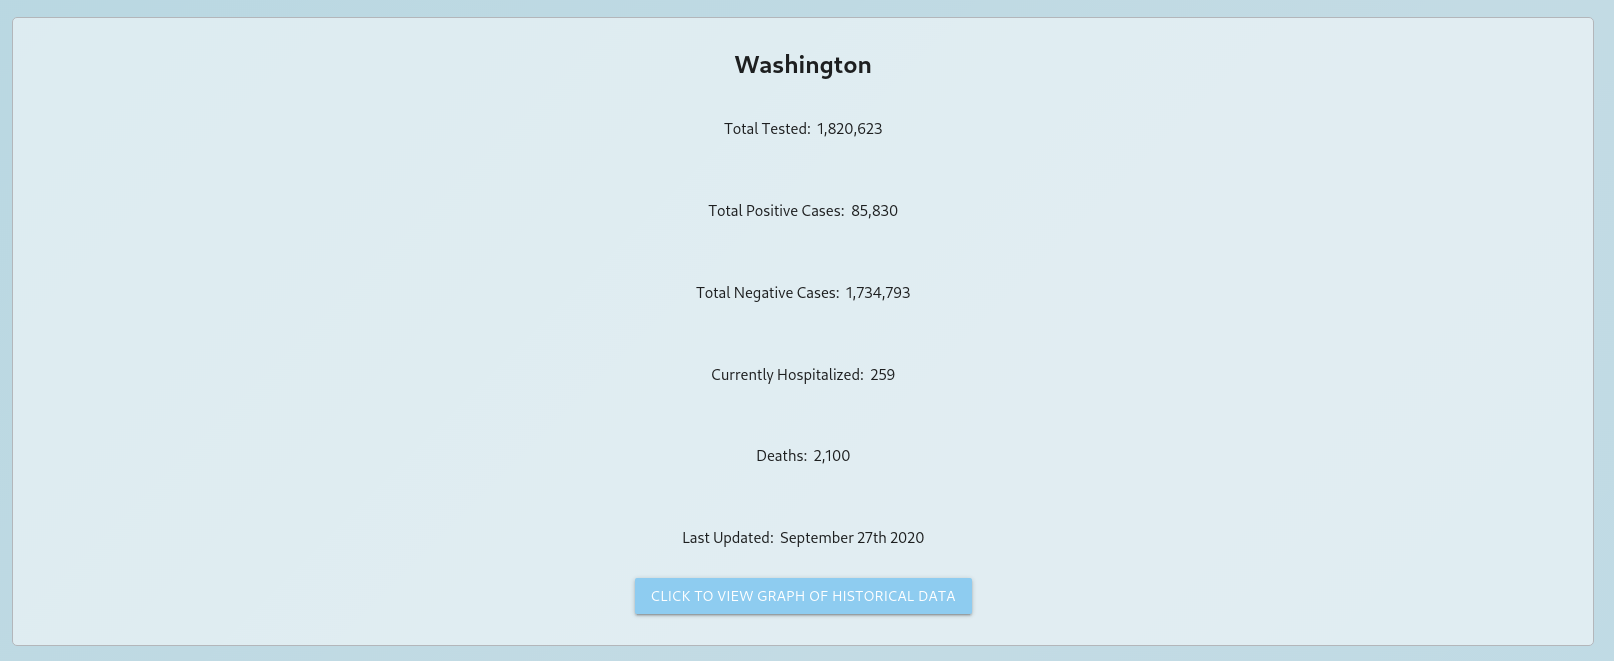 Washington
Total Tested: 1,820,623
Total Positive Cases: 85,830
Total Negative Cases: 1,734,793
Currently Hospitalized: 259
Deaths: 2,100
Last Updated: September 27th 2020
CLICK TO VIEW GRAPH OF HISTORICAL DATA